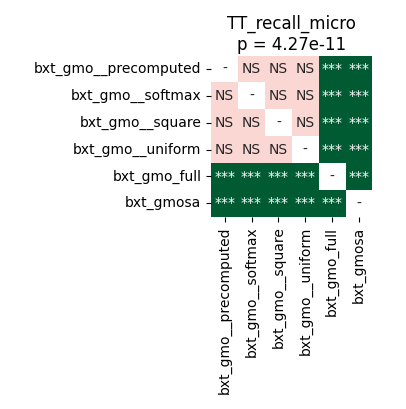 TT_recall_micro
p = 4.27e-11
bxt_gmo__precomputed - NS NS NS *** ***
bxt_gmo__softmax NS - NS NS *** ***
bxt_gmo__square NS NS - NS *** ***
bxt_gmo__uniform NS NS NS - *** ***
bxt_gmo_full *** *** *** *** - ***
bxt_gmosa *** *** *** *** *** -
bxt_gmo__precomputed
bxt_gmo__softmax
bxt_gmo__square
bxt_gmo__uniform
bxt_gmo_full
bxt_gmosa